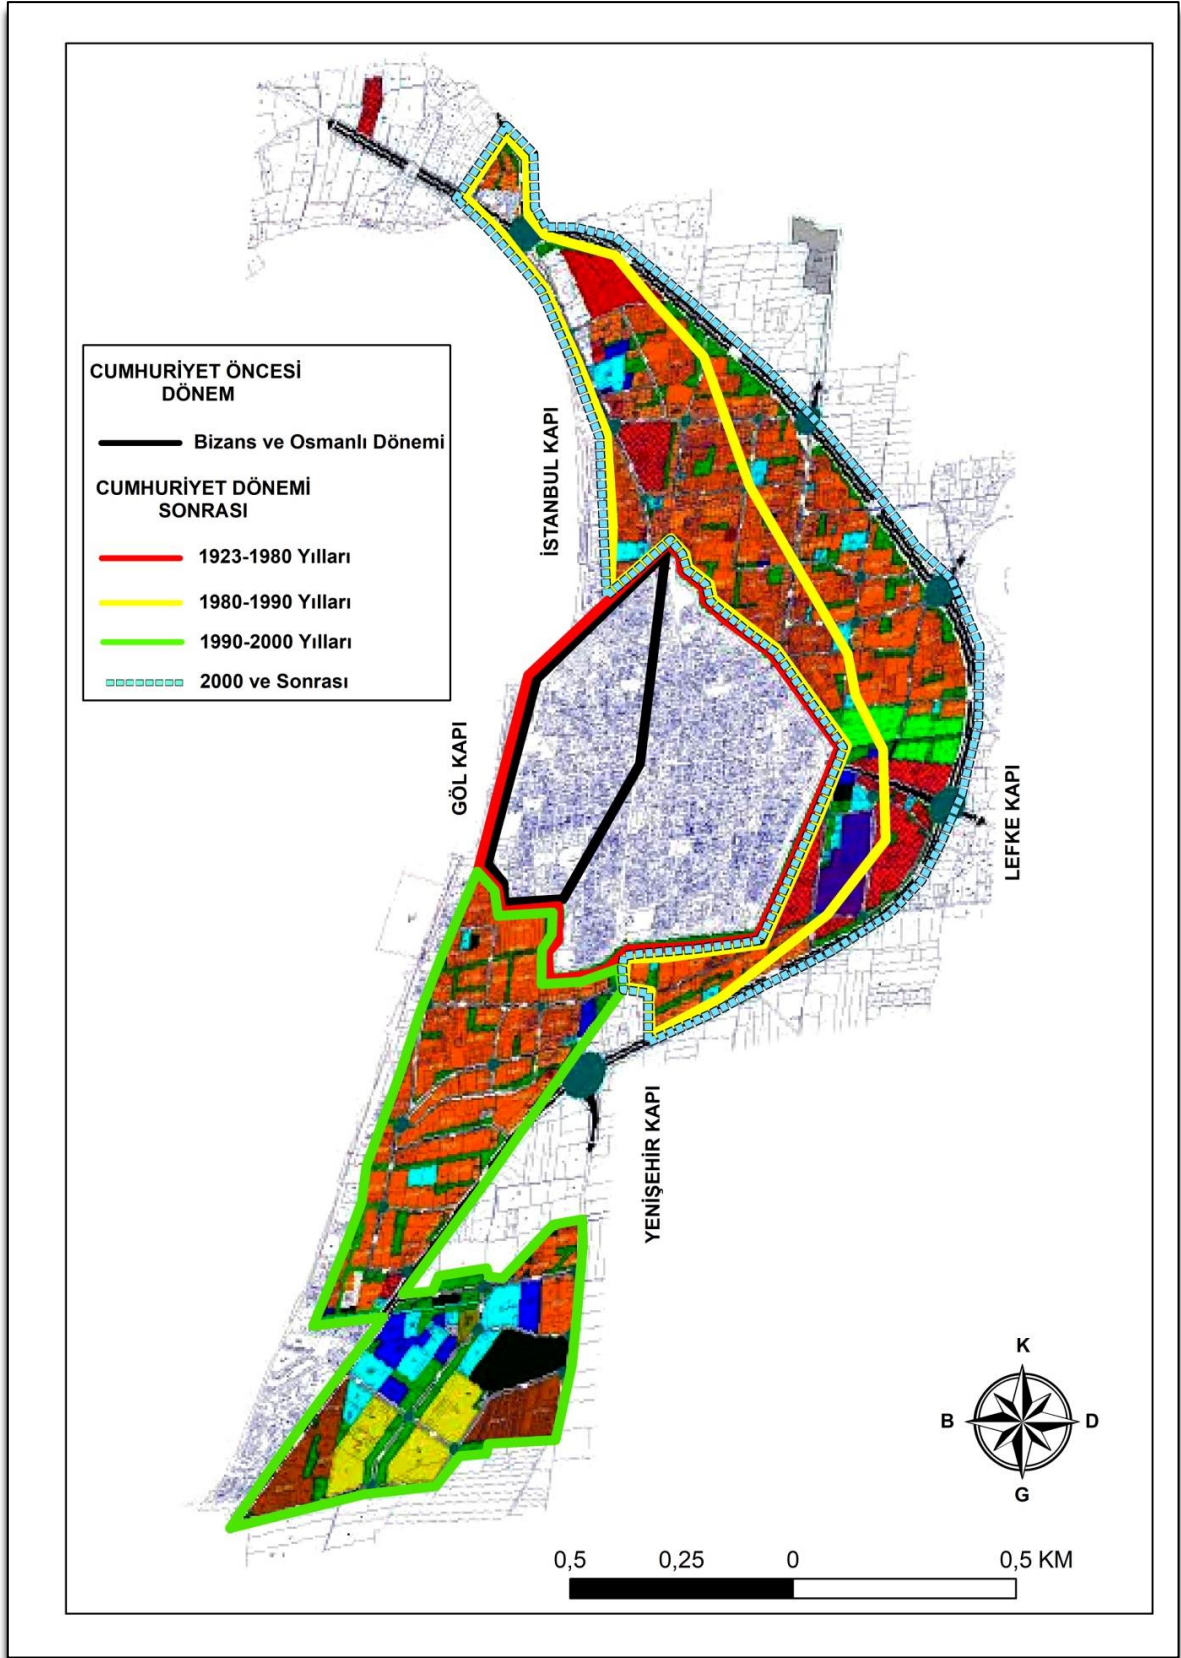 CUMHURİYET ÖNCESİ
DÖNEM
Bizans ve Osmanlı Dönemi
CUMHURİYET DÖNEMİ
SONRASI
1923-1980 Yılları
1980-1990 Yılları
1990-2000 Yılları
2000 ve Sonrası
İSTANBUL KAPI
GÖL KAPI
LEFKE KAPI
YENİŞEHİR KAPI
K
B D
G
0,5 0,25 0 0,5 KM